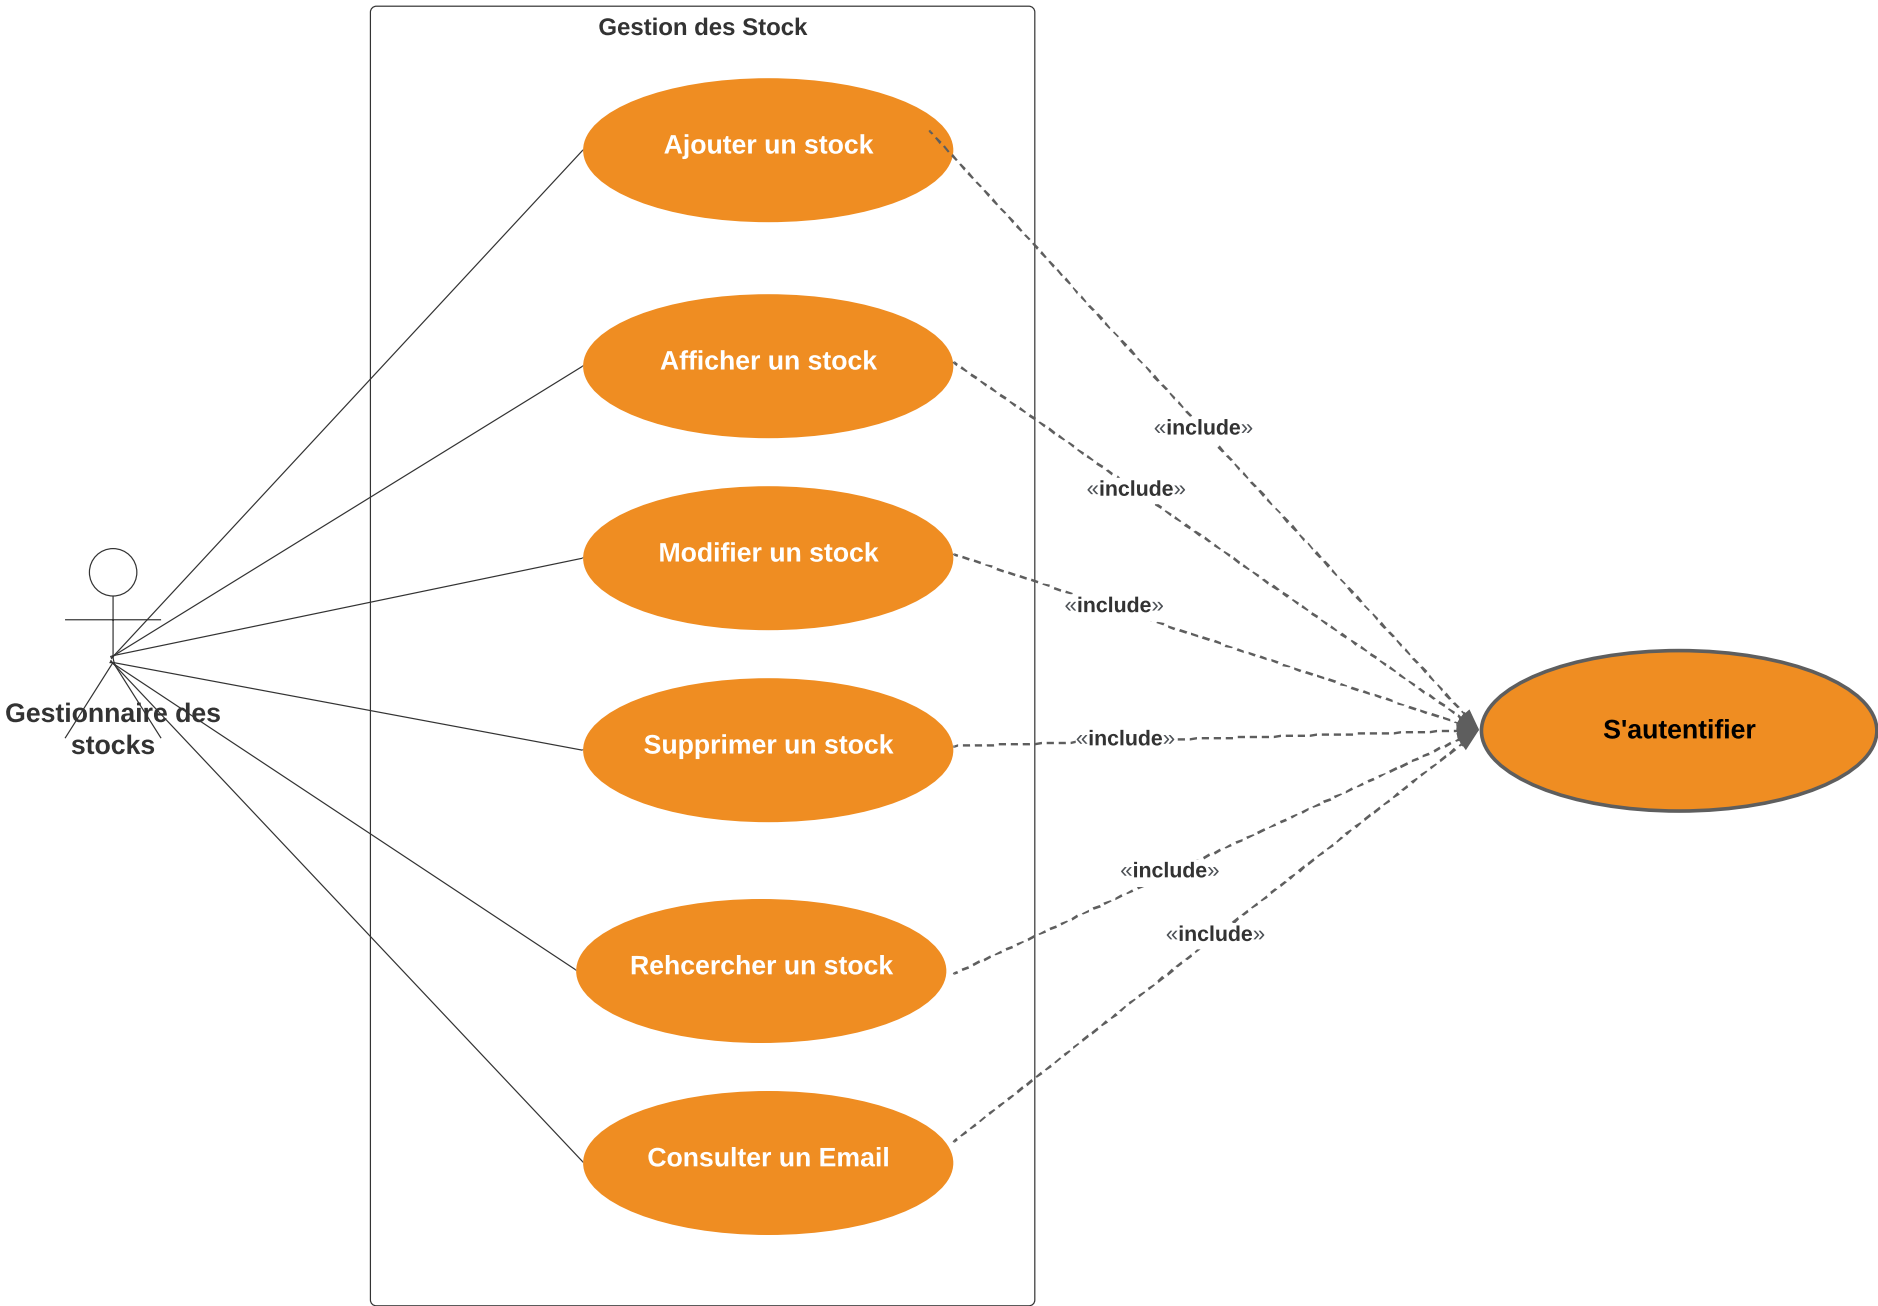 Gestion des Stock
Ajouter un stock
Afficher un stock
«include»
«include»
Modifier un stock
«include»
Gestionnaire des
stocks
Supprimer un stock
«include»
S'autentifier
«include»
Rehcercher un stock
«include»
Consulter un Email